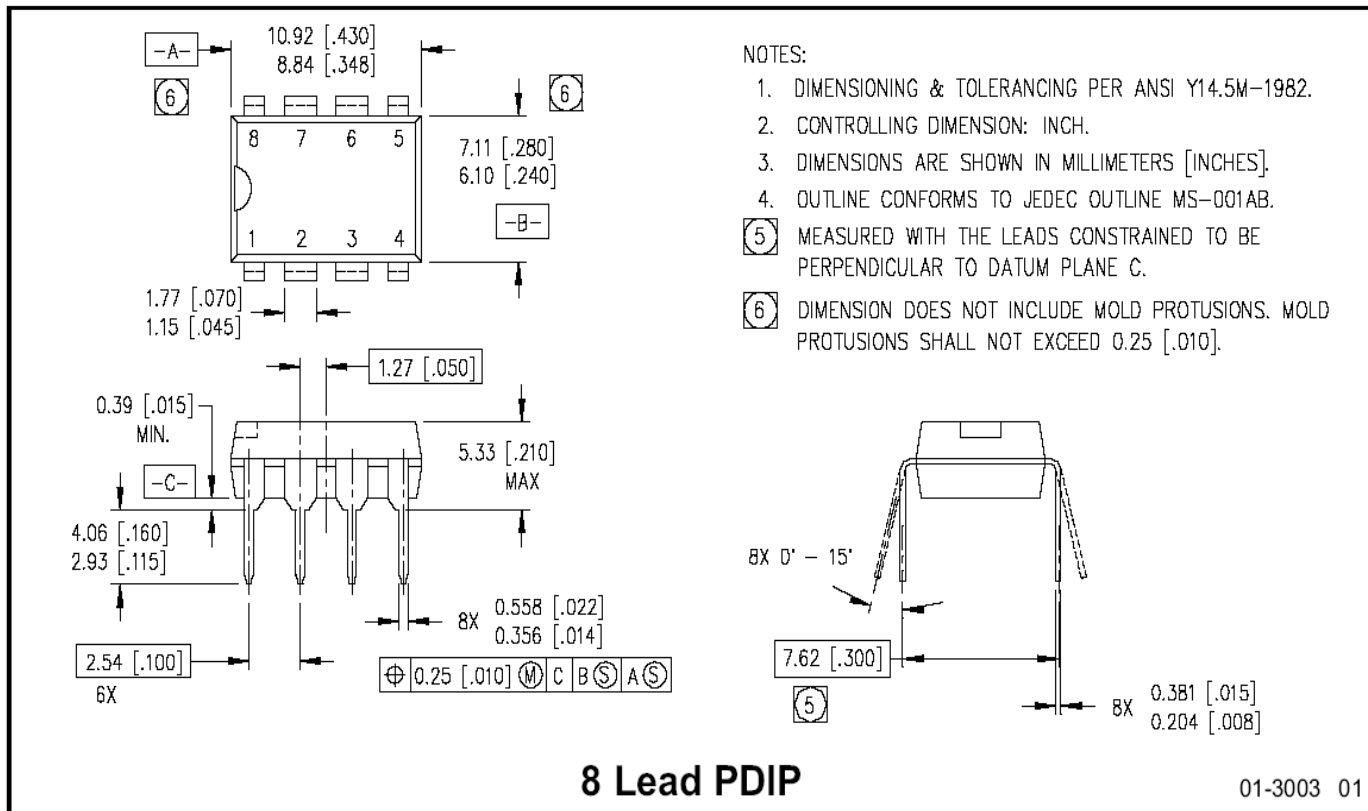 -A-
10.92 [.430]
8.84 [.348]
6
6
8 7 6 5
7.11 [.280]
6.10 [.240]
-B-
1 2 3 4
1.77 [.070]
1.15 [.045]
1.27 [.050]
0.39 [.015]
MIN.
-C-
5.33 [.210]
MAX
4.06 [.160]
2.93 [.115]
8X 0.558 [.022]
0.356 [.014]
2.54 [.100]
6X
⌖ 0.25 [.010] Ⓜ C B Ⓢ A Ⓢ
NOTES:
1. DIMENSIONING & TOLERANCING PER ANSI Y14.5M-1982.
2. CONTROLLING DIMENSION: INCH.
3. DIMENSIONS ARE SHOWN IN MILLIMETERS [INCHES].
4. OUTLINE CONFORMS TO JEDEC OUTLINE MS-001AB.
5 MEASURED WITH THE LEADS CONSTRAINED TO BE
PERPENDICULAR TO DATUM PLANE C.
6 DIMENSION DOES NOT INCLUDE MOLD PROTUSIONS. MOLD
PROTUSIONS SHALL NOT EXCEED 0.25 [.010].
8X 0' - 15'
7.62 [.300]
5
8X 0.381 [.015]
0.204 [.008]
8 Lead PDIP
01-3003 01